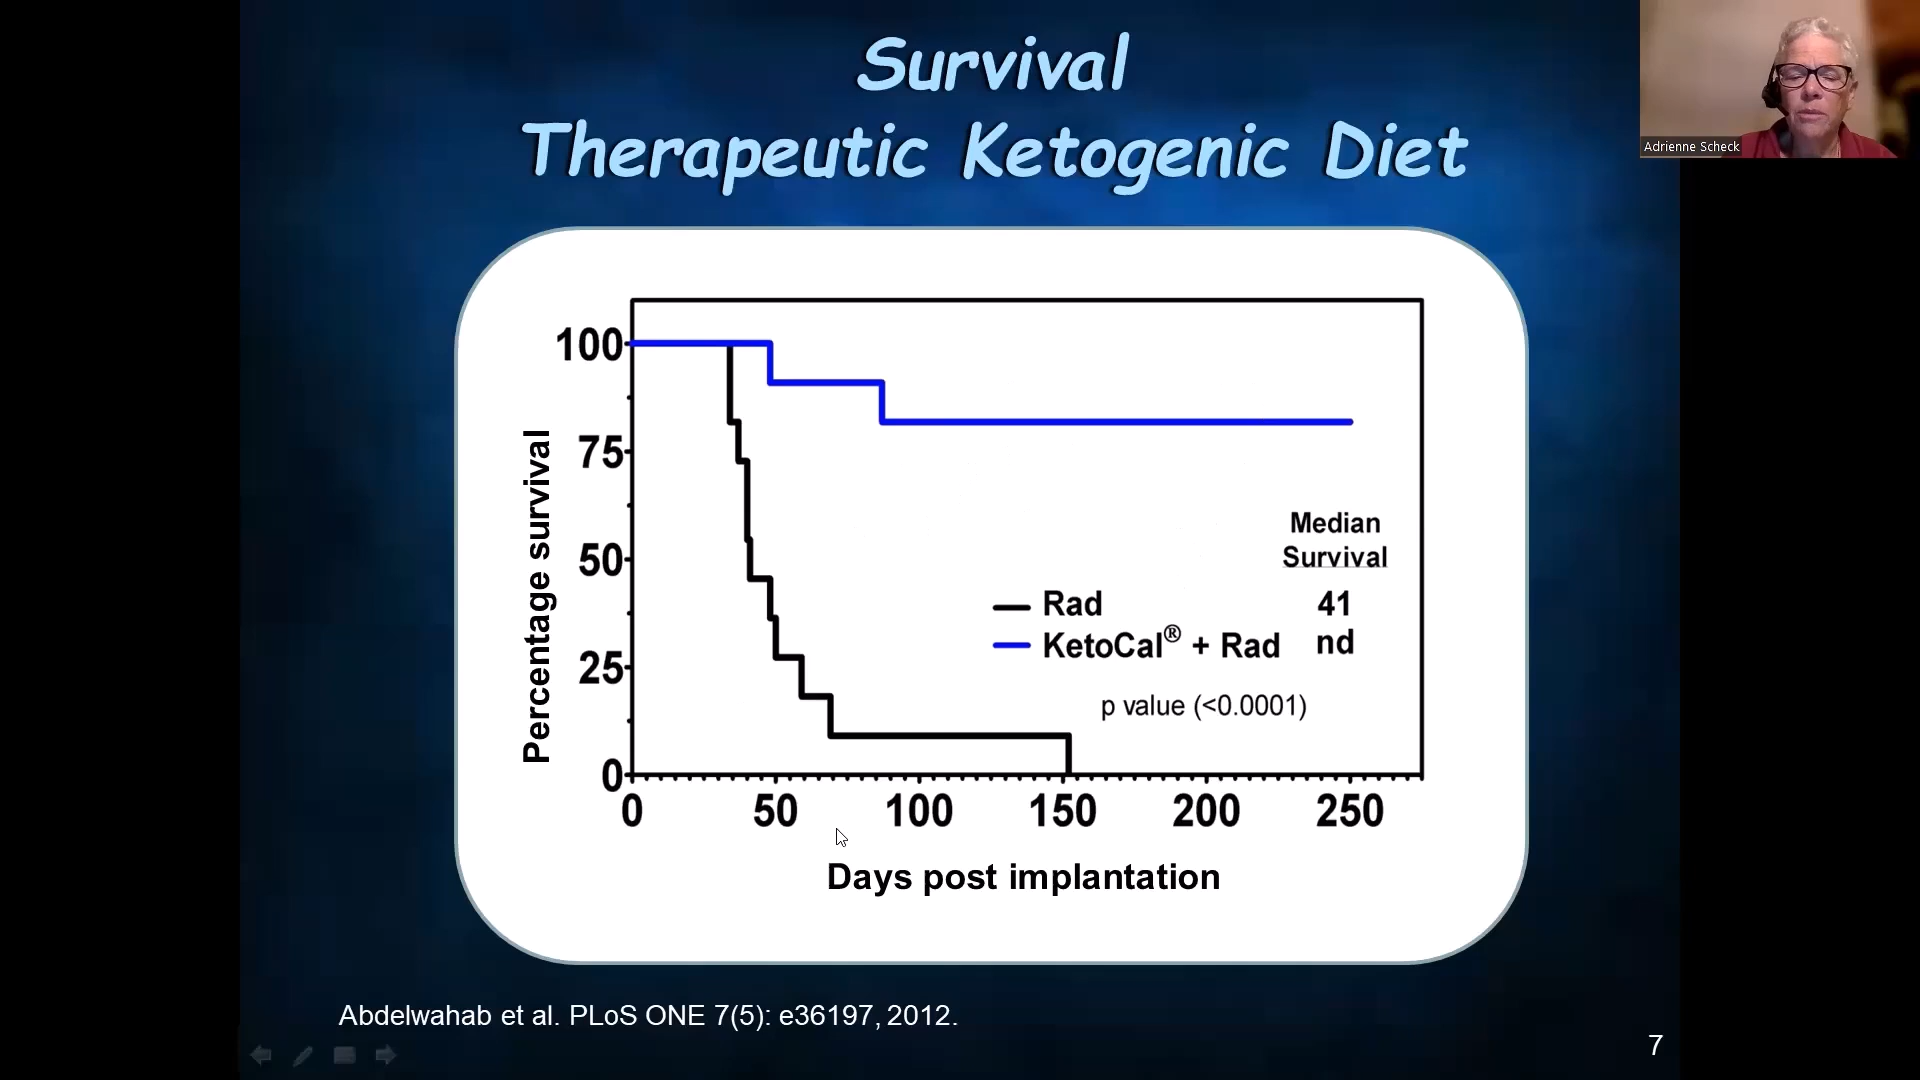 Survival
Therapeutic Ketogenic Diet
Adrienne Scheck
Percentage survival
100
75
50
25
0
0 50 100 150 200 250
Days post implantation
Median
Survival
Rad 41
KetoCal® + Rad nd
p value (<0.0001)
Abdelwahab et al. PLoS ONE 7(5): e36197, 2012.
7